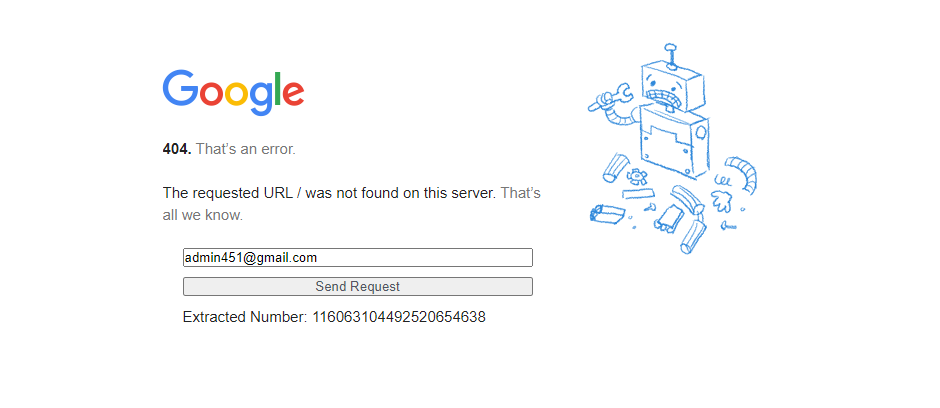 Google
404. That's an error.
The requested URL / was not found on this server. That's
all we know.
admin451@gmail.com
Send Request
Extracted Number: 116063104492520654638